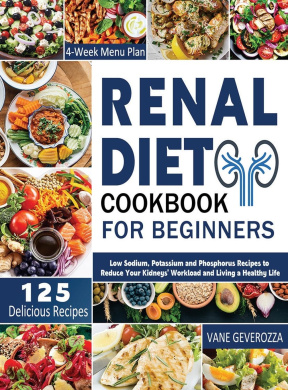 4-Week Menu Plan
RENAL
DIET
COOKBOOK
FOR BEGINNERS
Low Sodium, Potassium and Phosphorus Recipes to
Reduce Your Kidneys' Workload and Living a Healthy Life
125
Delicious Recipes
VANE GEVEROZZA